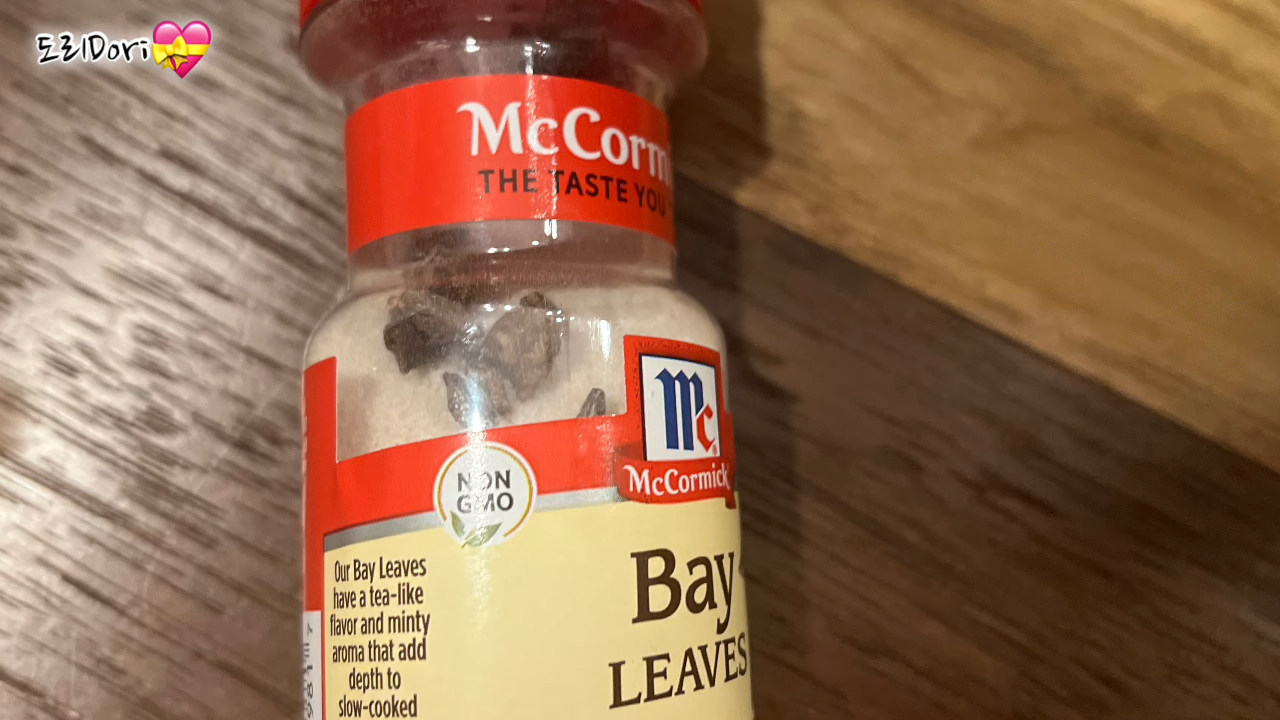 도리Dori
McCorm
THE TASTE YOU
Mc
McCormick
NON
GMO
Our Bay Leaves
have a tea-like
flavor and minty
aroma that add
depth to
slow-cooked
Bay
LEAVES